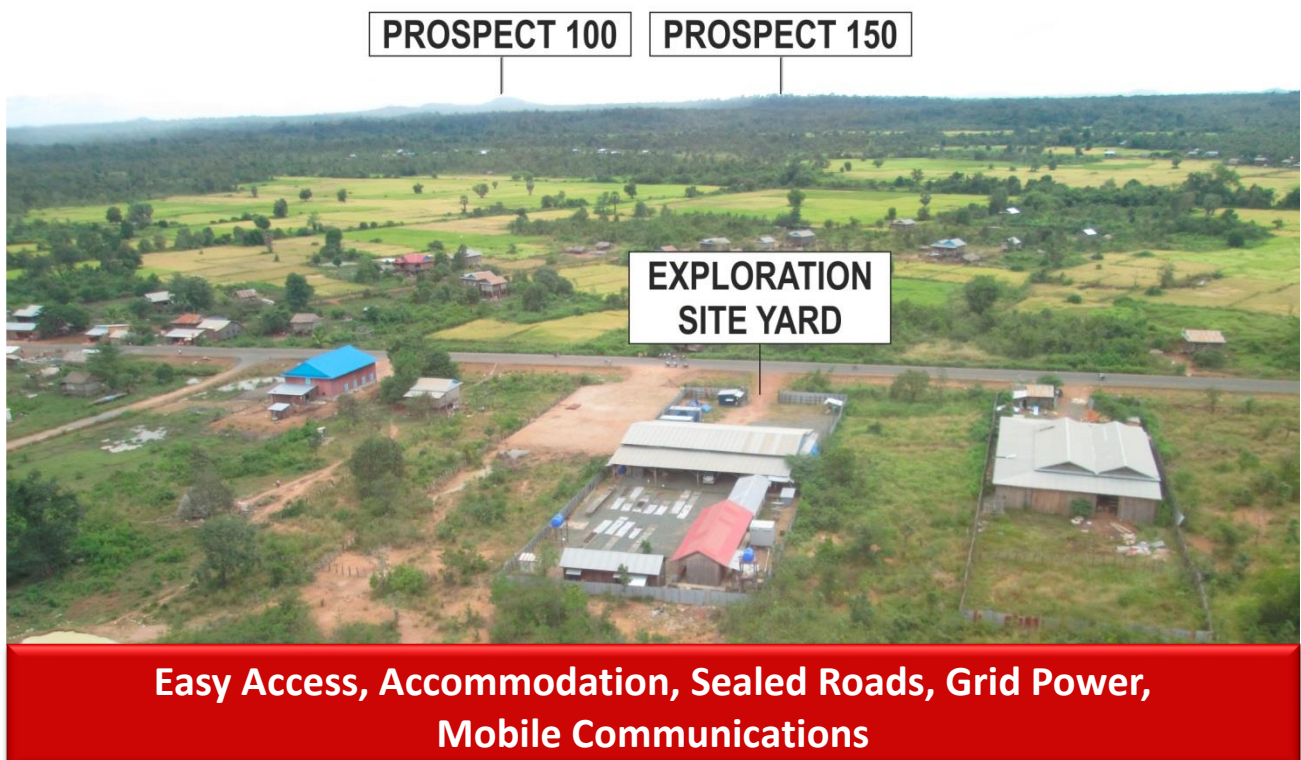 PROSPECT 100
PROSPECT 150
EXPLORATION
SITE YARD
Easy Access, Accommodation, Sealed Roads, Grid Power,
Mobile Communications